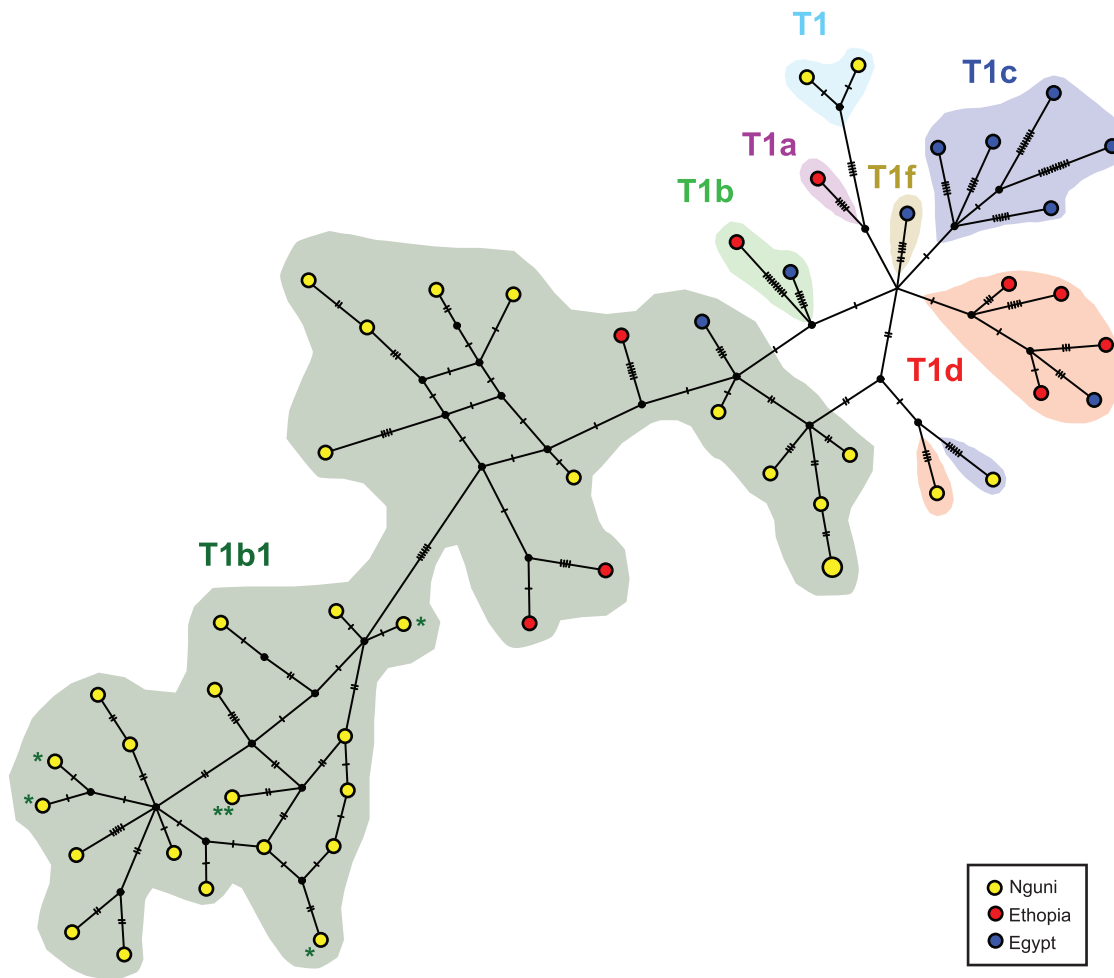 T1
T1c
T1a
T1f
T1b
T1d
T1b1
*
*
*
**
*
Nguni
Ethopia
Egypt